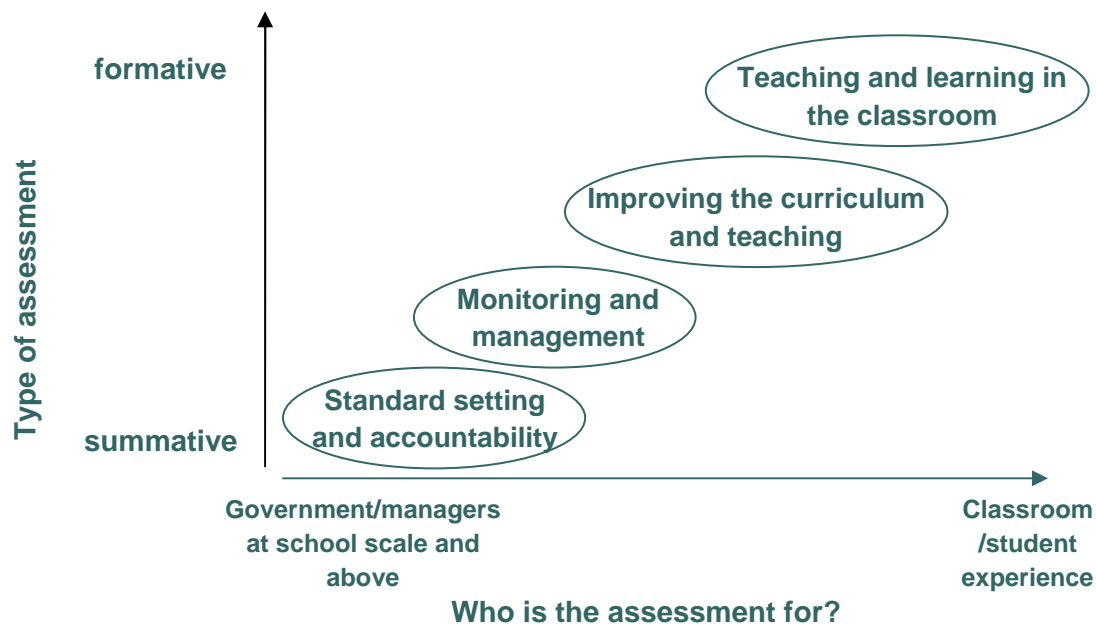 formative
Teaching and learning in
the classroom
Type of assessment
Improving the curriculum
and teaching
Monitoring and
management
Standard setting
and accountability
summative
Government/managers
at school scale and
above
Classroom
/student
experience
Who is the assessment for?